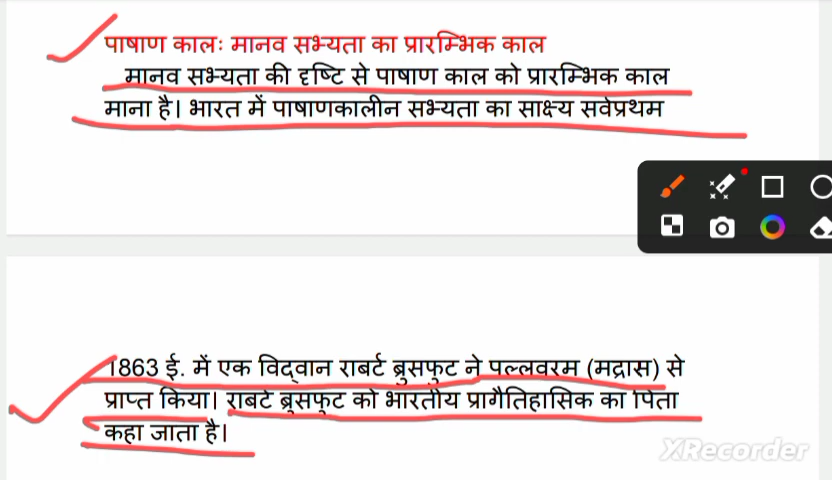 पाषाण कालः मानव सभ्यता का प्रारम्भिक काल
मानव सभ्यता की दृष्टि से पाषाण काल को प्रारम्भिक काल
माना है। भारत में पाषाणकालीन सभ्यता का साक्ष्य सर्वप्रथम
1863 ई. में एक विद्वान राबर्ट ब्रुसफुट ने पल्लवरम (मद्रास) से
प्राप्त किया। राबर्ट ब्रुसफुट को भारतीय प्रागैतिहासिक का पिता
कहा जाता है।
XRecorder